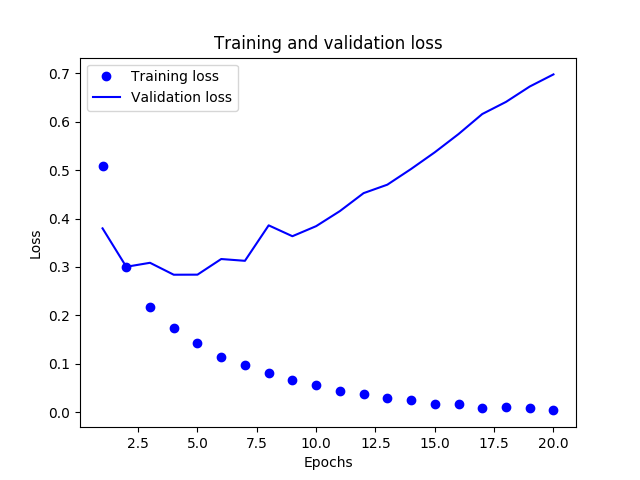 Training and validation loss
Training loss
Validation loss
0.7
0.6
0.5
0.4
0.3
0.2
0.1
0.0
Loss
2.5 5.0 7.5 10.0 12.5 15.0 17.5 20.0
Epochs